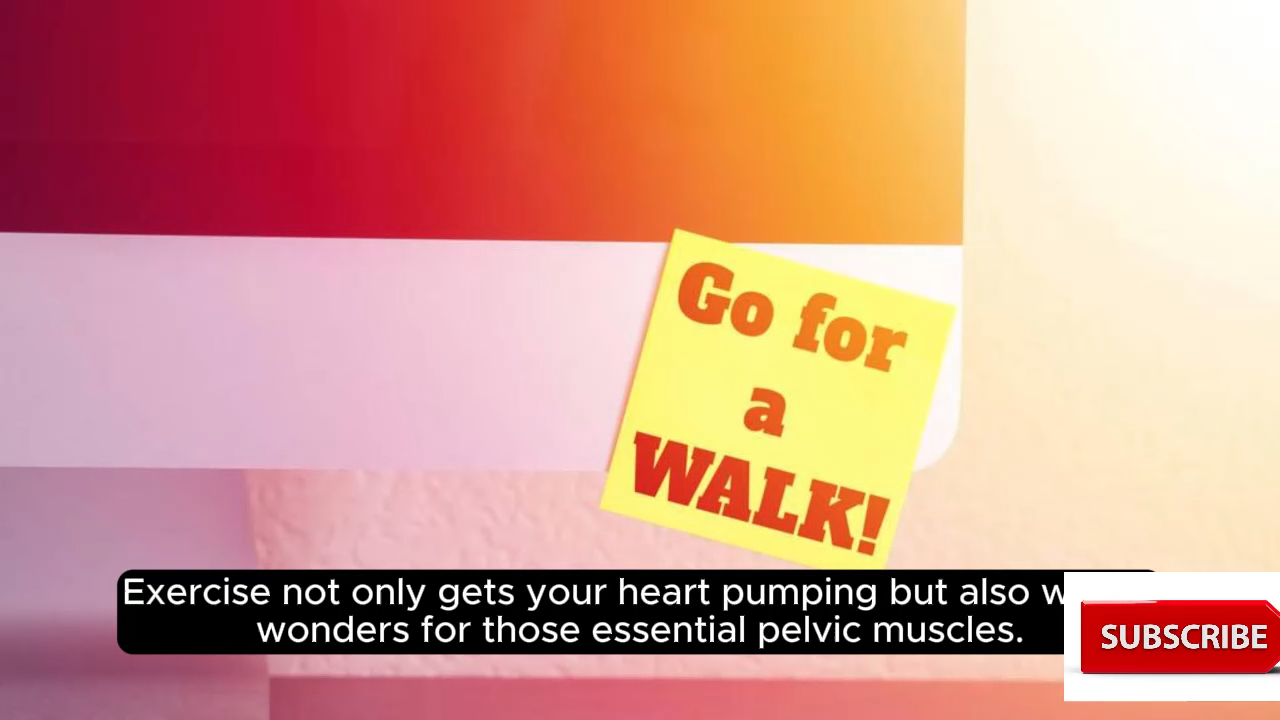 Go for
a
WALK!
Exercise not only gets your heart pumping but also
wonders for those essential pelvic muscles.
SUBSCRIBE